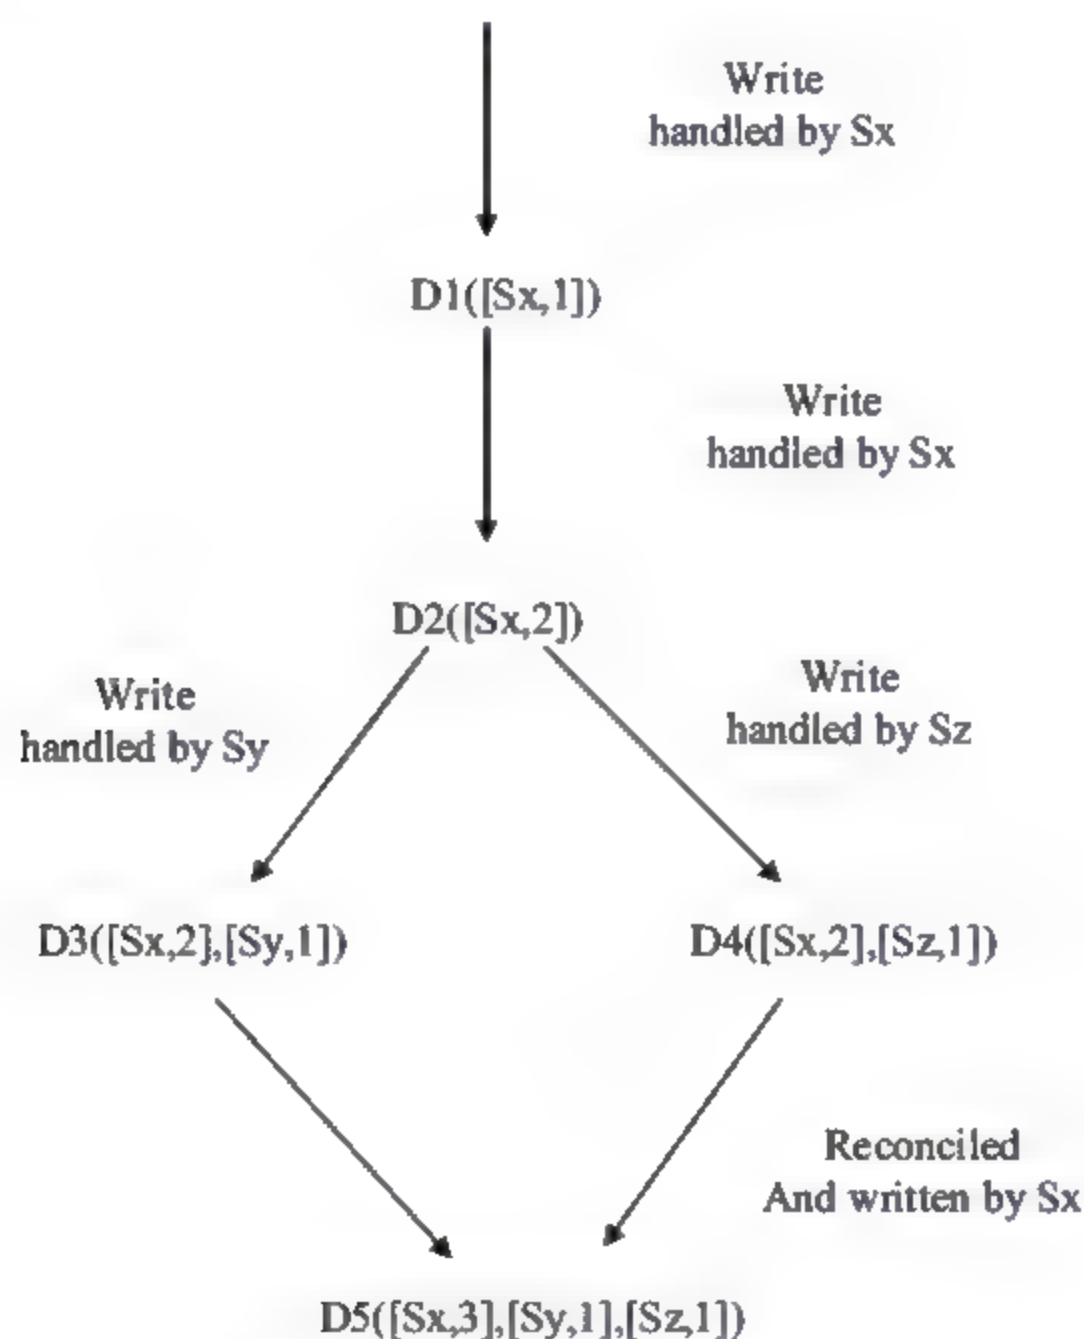 Write
handled by Sx
D1([Sx,1])
Write
handled by Sx
D2([Sx,2])
Write
handled by Sy
Write
handled by Sz
D3([Sx,2],[Sy,1])
D4([Sx,2],[Sz,1])
Reconciled
And written by Sx
D5([Sx,3],[Sy,1],[Sz,1])